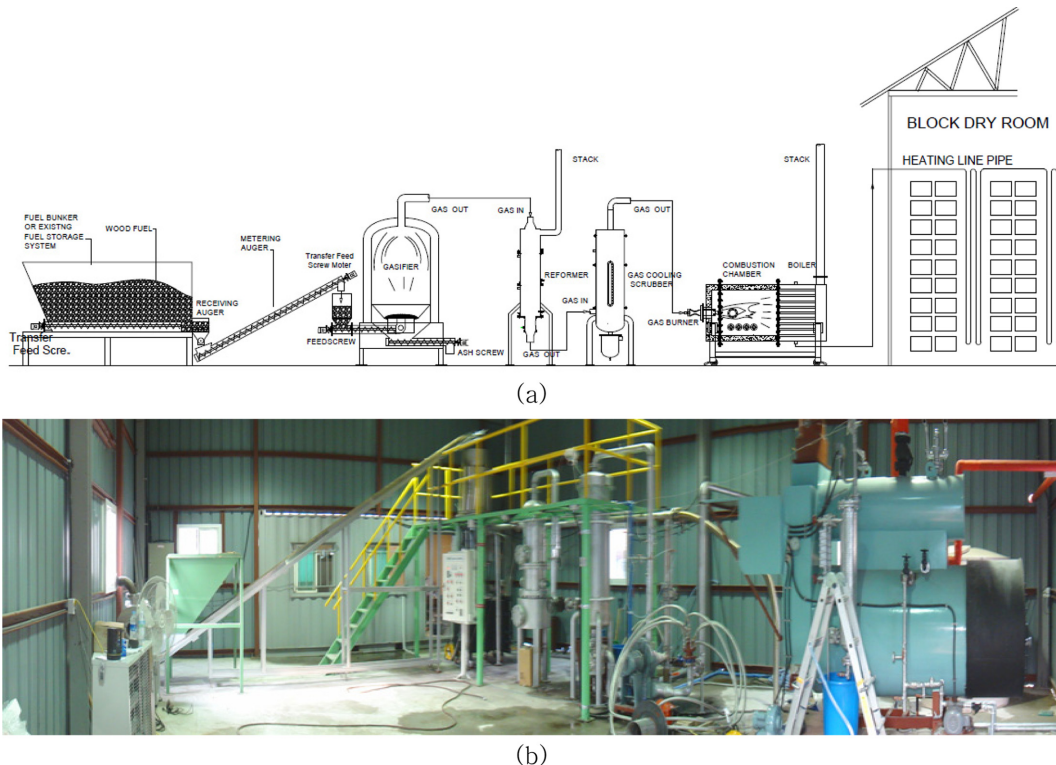 BLOCK DRY ROOM
HEATING LINE PIPE
STACK
STACK
FUEL BUNKER
OR EXISTNG
FUEL STORAGE
SYSTEM
WOOD FUEL
METERING
AUGER
GAS OUT
GAS IN
GAS OUT
Transfer Feed
Screw Moter
GASIFIER
REFORMER
GAS COOLING
SCRUBBER
COMBUSTION
CHAMBER
BOILER
RECEIVING
AUGER
GAS IN
GAS BURNER
Transfer
Feed Scre.
FEEDSCREW
ASH SCREW
GAS OUT
(a)
(b)